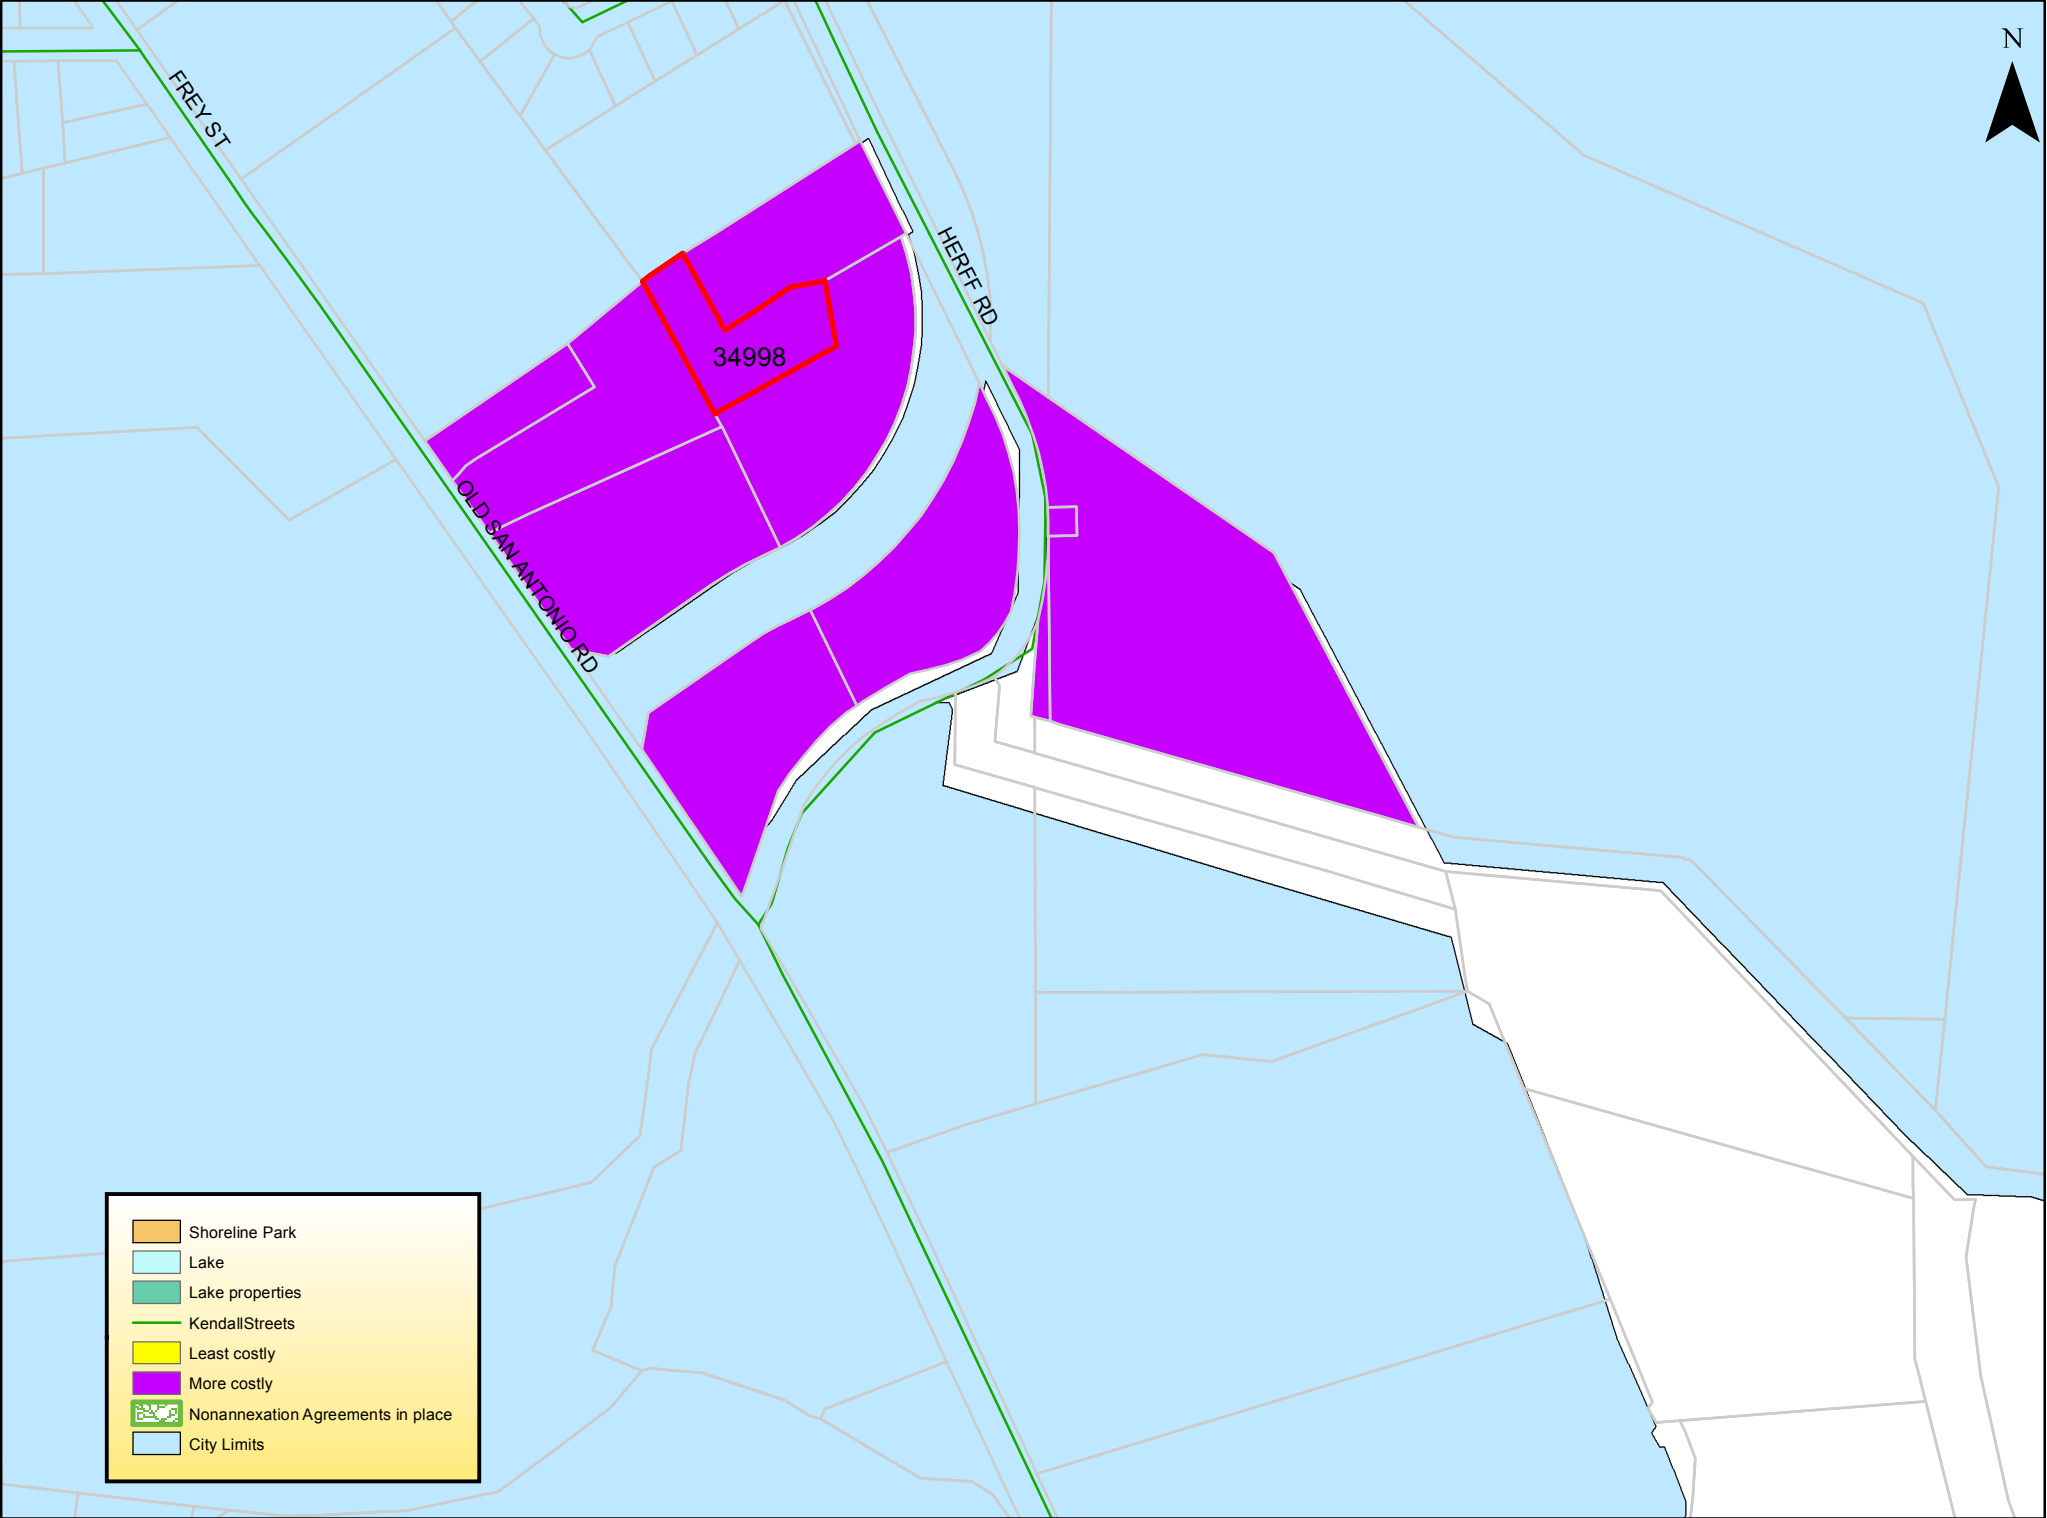 N
FREY ST
HERFF RD
34998
OLD SAN ANTONIO RD
Shoreline Park
Lake
Lake properties
KendallStreets
Least costly
More costly
Nonannexation Agreements in place
City Limits